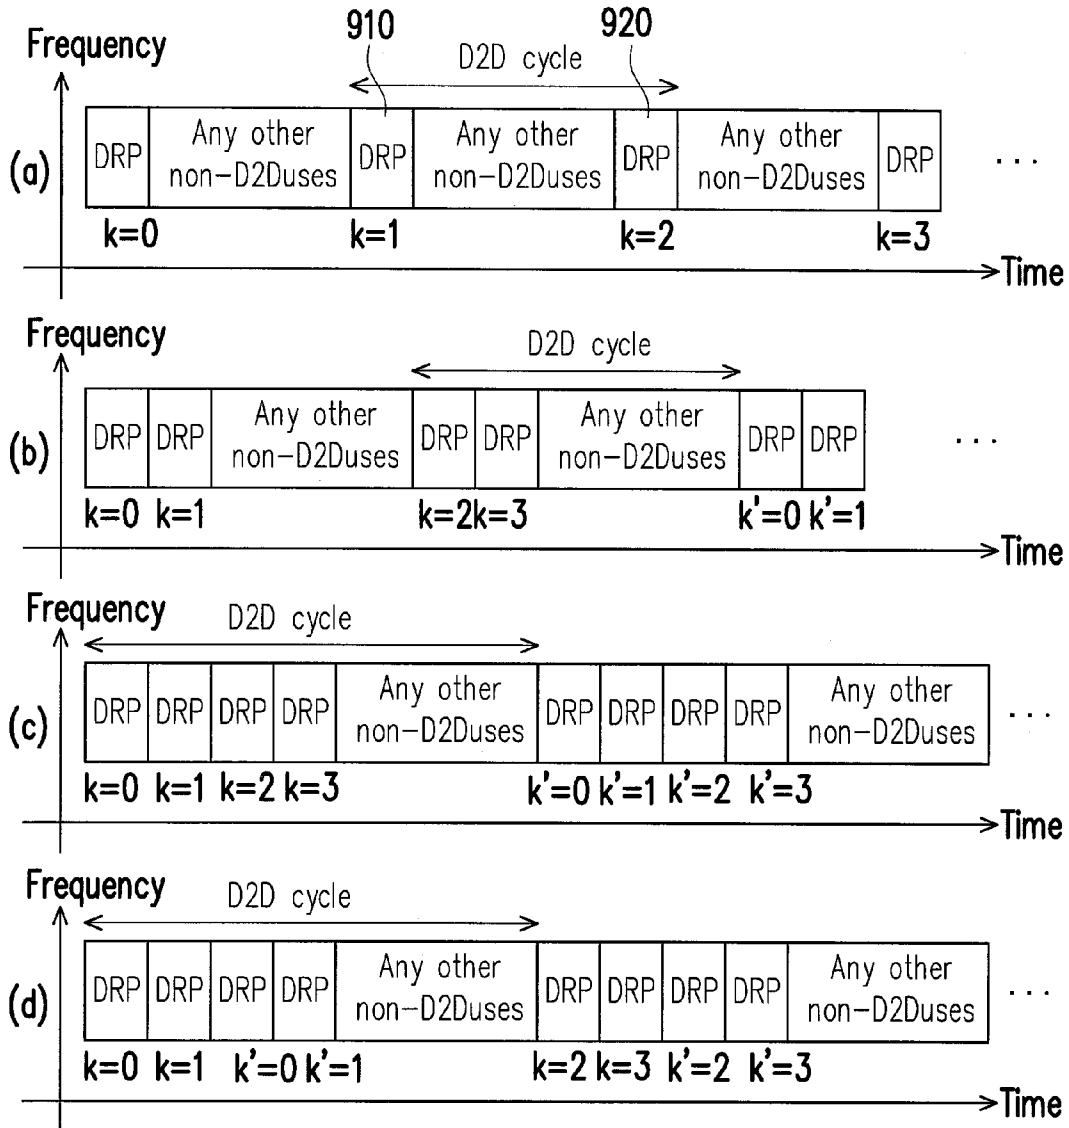 910
920
Frequency
D2D cycle
(a)
DRP
Any other
non-D2Duses
DRP
Any other
non-D2Duses
DRP
Any other
non-D2Duses
DRP
...
k=0
k=1
k=2
k=3
Time
Frequency
D2D cycle
(b)
DRP
DRP
Any other
non-D2Duses
DRP
DRP
Any other
non-D2Duses
DRP
DRP
...
k=0
k=1
k=2
k=3
k'=0
k'=1
Time
Frequency
D2D cycle
(c)
DRP
DRP
DRP
DRP
Any other
non-D2Duses
DRP
DRP
DRP
DRP
Any other
non-D2Duses
...
k=0
k=1
k=2
k=3
k'=0
k'=1
k'=2
k'=3
Time
Frequency
D2D cycle
(d)
DRP
DRP
DRP
DRP
Any other
non-D2Duses
DRP
DRP
DRP
DRP
Any other
non-D2Duses
...
k=0
k=1
k'=0
k'=1
k=2
k=3
k'=2
k'=3
Time